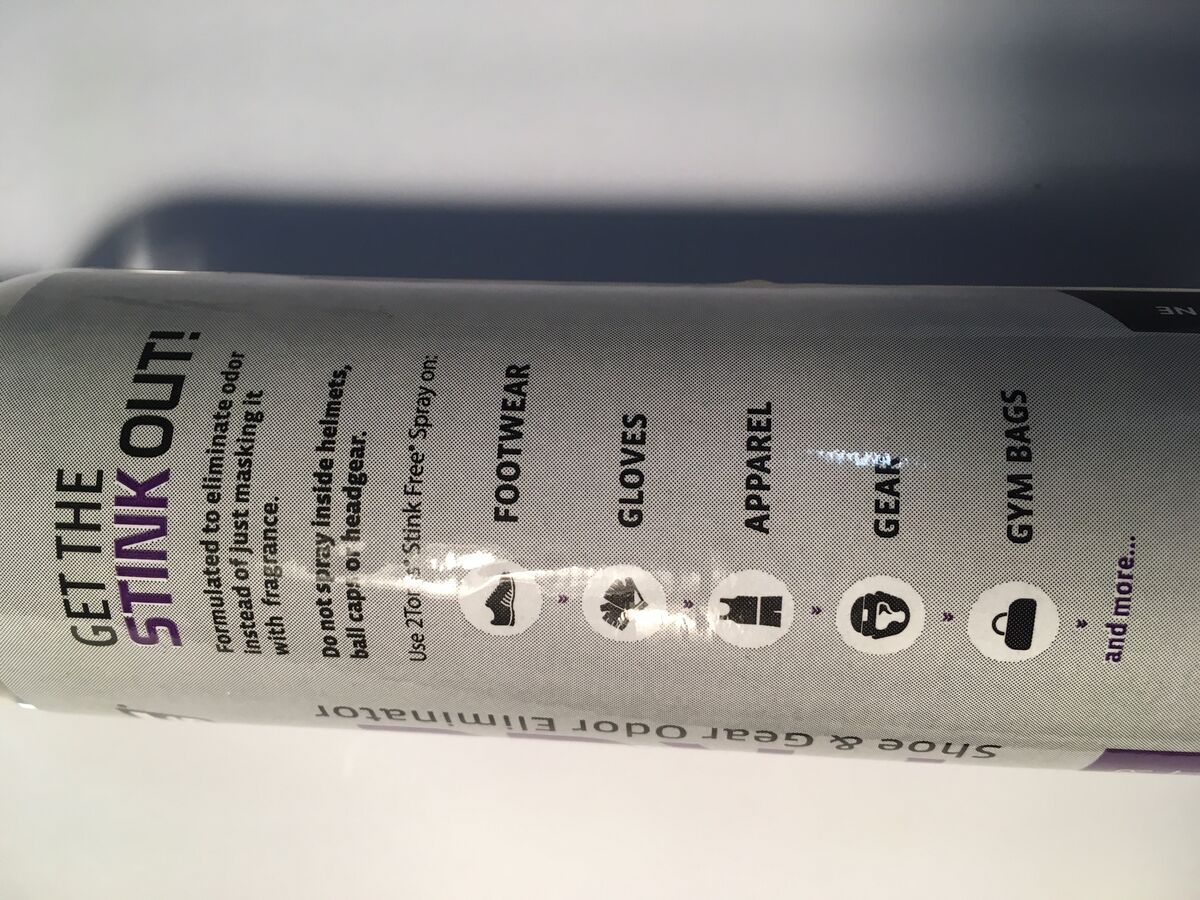 GET THE
STINK OUT!
Formulated to eliminate odor
instead of just masking it
with fragrance.
Do not spray inside helmets,
ball caps or headgear.
Use 2Toms® Stink Free® Spray on:
FOOTWEAR
»
GLOVES
»
APPAREL
»
GEAR
»
GYM BAGS
»
and more....
Shoe & Gear Odor Eliminator
NE